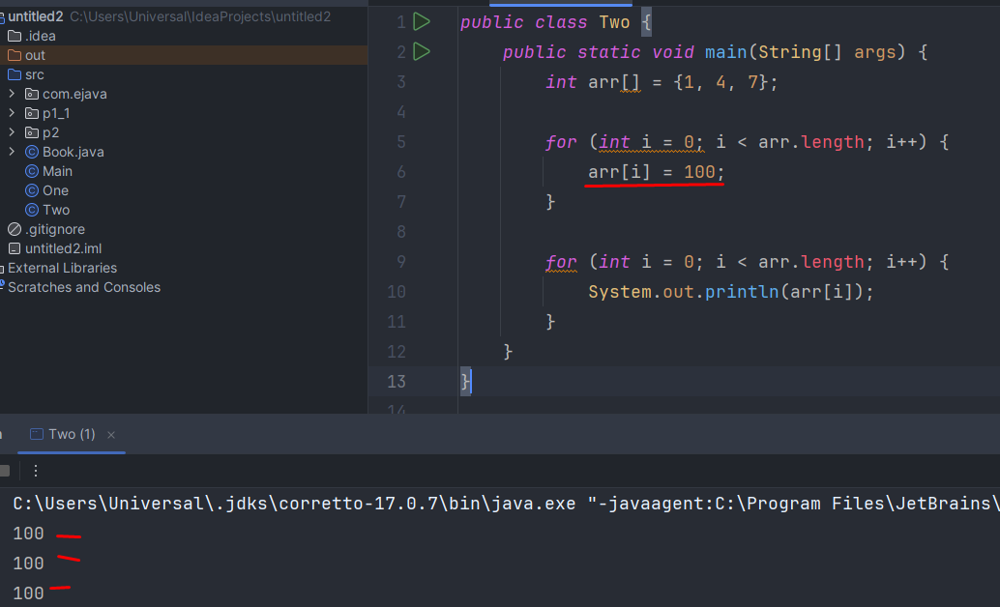 untitled2 C:\Users\Universal\IdeaProjects\untitled2
.idea
out
src
com.ejava
p1_1
p2
Book.java
Main
One
Two
.gitignore
untitled2.iml
External Libraries
Scratches and Consoles
1 public class Two {
2 public static void main(String[] args) {
3 int arr[] = {1, 4, 7};
4
5 for (int i = 0; i < arr.length; i++) {
6 arr[i] = 100;
7 }
8
9 for (int i = 0; i < arr.length; i++) {
10 System.out.println(arr[i]);
11 }
12 }
13 }
14
Two (1)
C:\Users\Universal\.jdks\corretto-17.0.7\bin\java.exe "-javaagent:C:\Program Files\JetBrains\
100
100
100